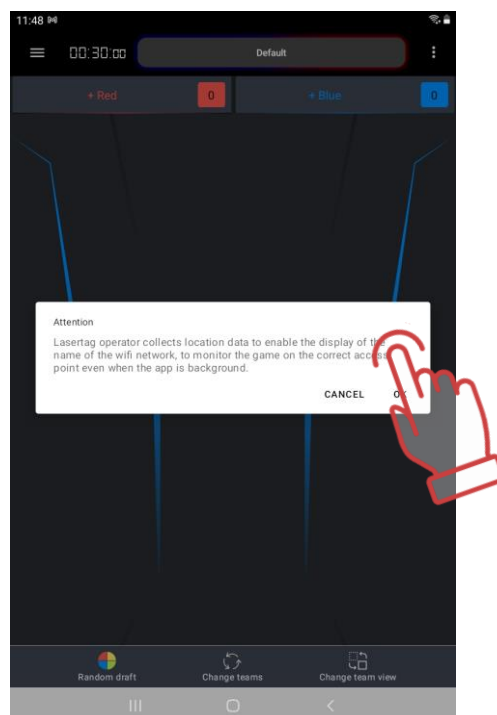 11:48
00:30:00 Default
+ Red 0 + Blue 0
Attention
Lasertag operator collects location data to enable the display of the
name of the wifi network, to monitor the game on the correct access
point even when the app is background.
CANCEL OK
Random draft Change teams Change team view